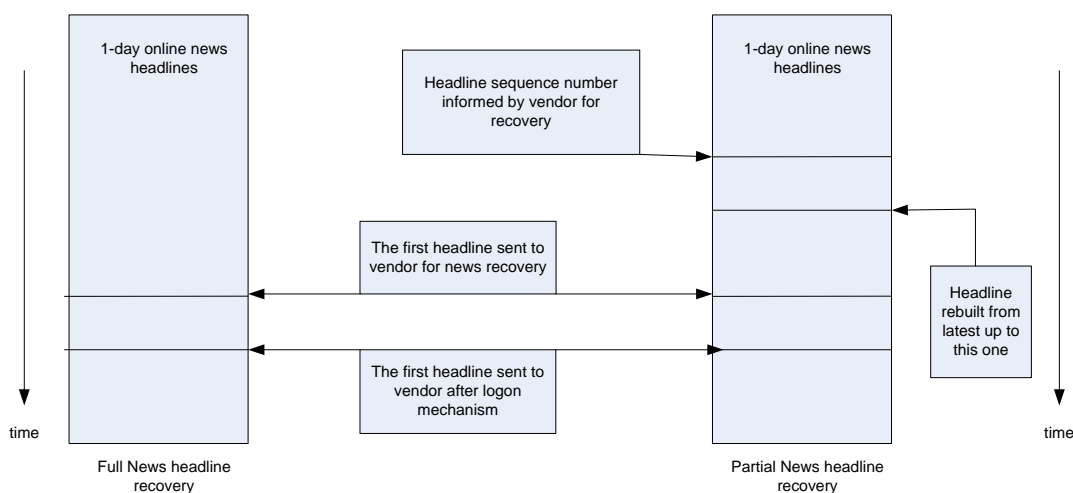 1-day online news
headlines
1-day online news
headlines
Headline sequence number
informed by vendor for
recovery
The first headline sent to
vendor for news recovery
Headline
rebuilt from
latest up to
this one
The first headline sent to
vendor after logon
mechanism
time
time
Full News headline
recovery
Partial News headline
recovery